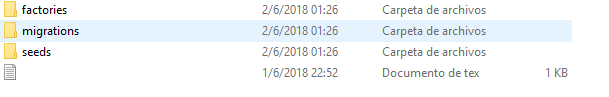 factories 2/6/2018 01:26 Carpeta de archivos
migrations 2/6/2018 01:26 Carpeta de archivos
seeds 2/6/2018 01:26 Carpeta de archivos
1/6/2018 22:52 Documento de tex 1 KB